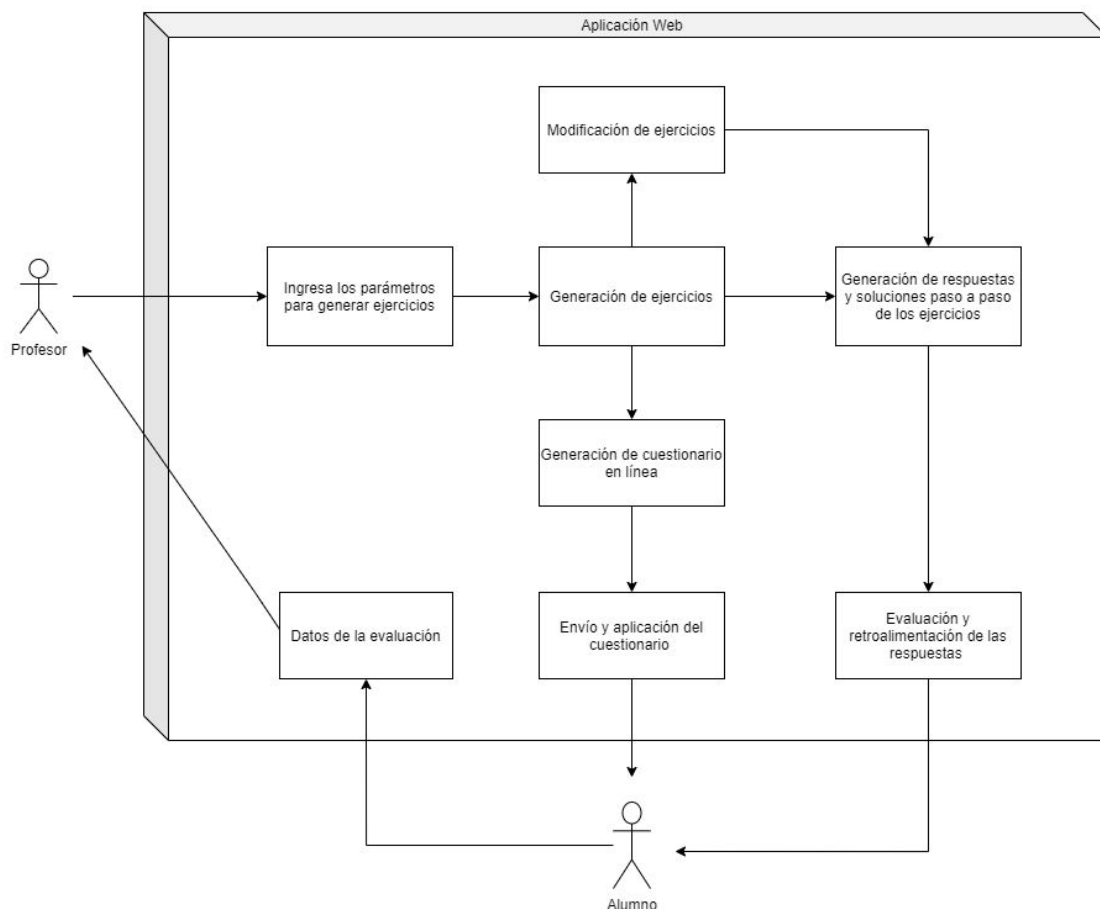 Aplicación Web
Modificación de ejercicios
Ingresa los parámetros
para generar ejercicios
Generación de ejercicios
Generación de respuestas
y soluciones paso a paso
de los ejercicios
Profesor
Generación de cuestionario
en línea
Datos de la evaluación
Envío y aplicación del
cuestionario
Evaluación y
retroalimentación de las
respuestas
Alumno